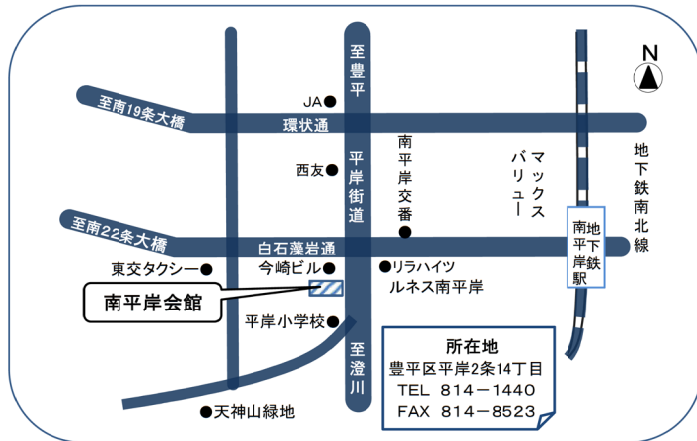 至豊平
N
至南19条大橋
JA
環状通
西友
平岸街道
南平岸交番
マックス
バリュー
地下鉄南北線
至南22条大橋
白石藻岩通
地下鉄
南平岸駅
東交タクシー
今崎ビル
リラハイツ
ルネス南平岸
南平岸会館
平岸小学校
至澄川
所在地
豊平区平岸2条14丁目
TEL 814－1440
FAX 814－8523
天神山緑地